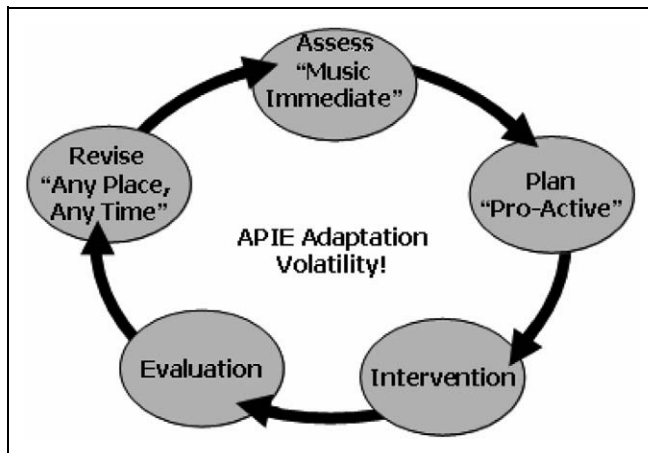 Assess
“Music
Immediate”
Plan
“Pro-Active”
Intervention
Evaluation
Revise
“Any Place,
Any Time”
APIE Adaptation
Volatility!